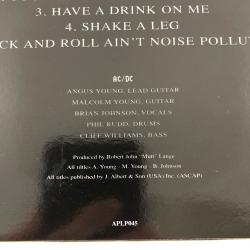 3. HAVE A DRINK ON ME
4. SHAKE A LEG
CK AND ROLL AIN'T NOISE POLLUT
AC/DC
ANGUS YOUNG, LEAD GUITAR
MALCOLM YOUNG, GUITAR
BRIAN JOHNSON, VOCALS
PHIL RUDD, DRUMS
CLIFF WILLIAMS, BASS
Produced by Robert John "Mutt" Lange
All titles A. Young · M. Young · B. Johnson
All titles published by J. Albert & Son (USA) Inc. (ASCAP)
APLP045